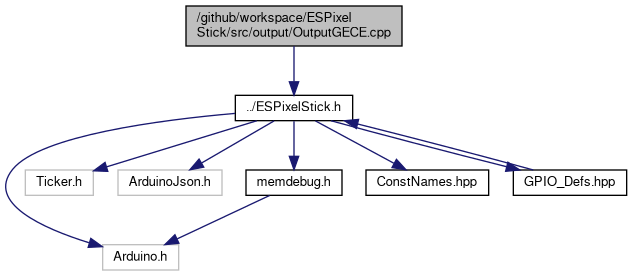 /github/workspace/ESPixel
Stick/src/output/OutputGECE.cpp
../ESPixelStick.h
Ticker.h
ArduinoJson.h
memdebug.h
ConstNames.hpp
GPIO_Defs.hpp
Arduino.h